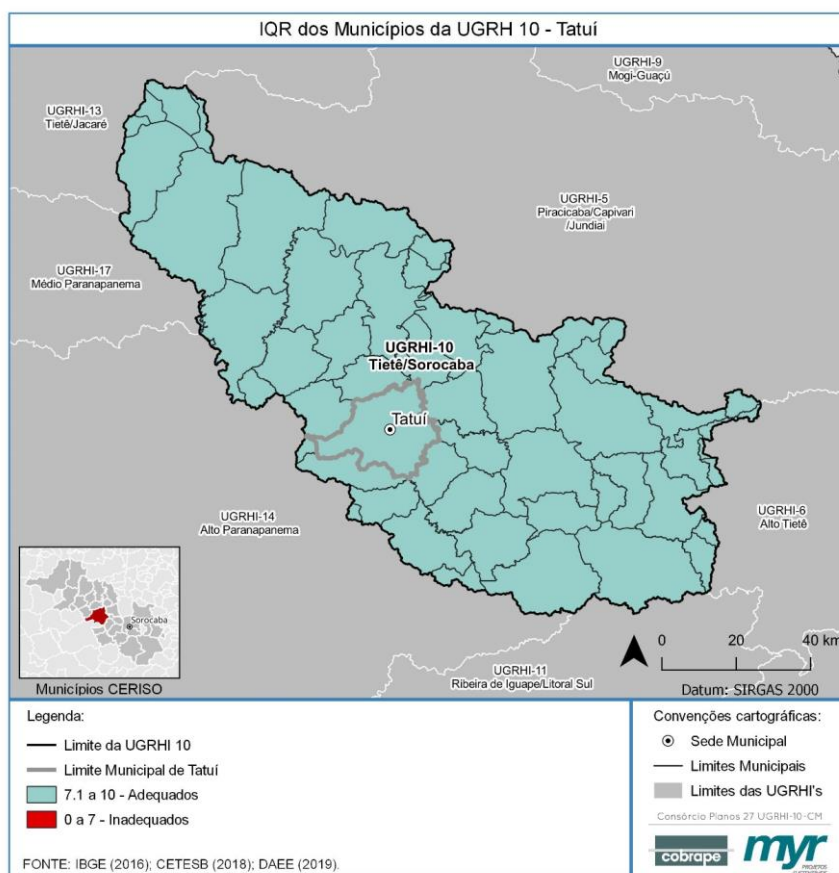 IQR dos Municípios da UGRH 10 - Tatuí
UGRHI-9
Mogi-Guaçú
UGRHI-13
Tietê/Jacaré
UGRHI-5
Piracicaba/Capivari
/Jundiai
UGRHI-17
Médio Paranapanema
UGRHI-10
Tietê/Sorocaba
Tatuí
UGRHI-14
Alto Paranapanema
UGRHI-6
Alto Tietê
Sorocaba
Municípios CERISO
UGRHI-11
Ribeira de Iguape/Litoral Sul
0 20 40 km
Datum: SIRGAS 2000
Legenda:
Limite da UGRHI 10
Limite Municipal de Tatuí
7.1 a 10 - Adequados
0 a 7 - Inadequados
FONTE: IBGE (2016); CETESB (2018); DAEE (2019).
Convenções cartográficas:
Sede Municipal
Limites Municipais
Limites das UGRHI's
Consórcio Planos 27 UGRHI-10-CM
cobrape
myr
PROJETOS